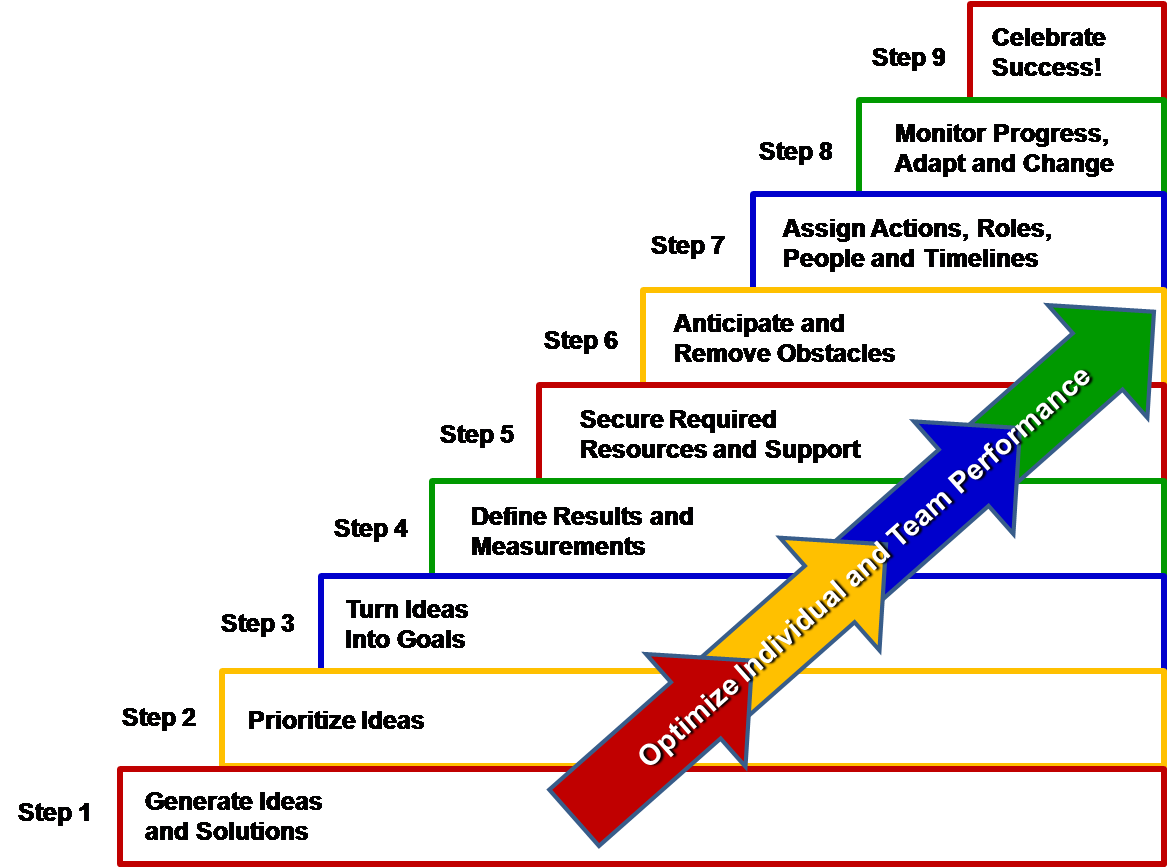 Step 9
Celebrate
Success!
Step 8
Monitor Progress,
Adapt and Change
Step 7
Assign Actions, Roles,
People and Timelines
Step 6
Anticipate and
Remove Obstacles
Step 5
Secure Required
Resources and Support
Step 4
Define Results and
Measurements
Step 3
Turn Ideas
Into Goals
Step 2
Prioritize Ideas
Step 1
Generate Ideas
and Solutions
Optimize Individual and Team Performance